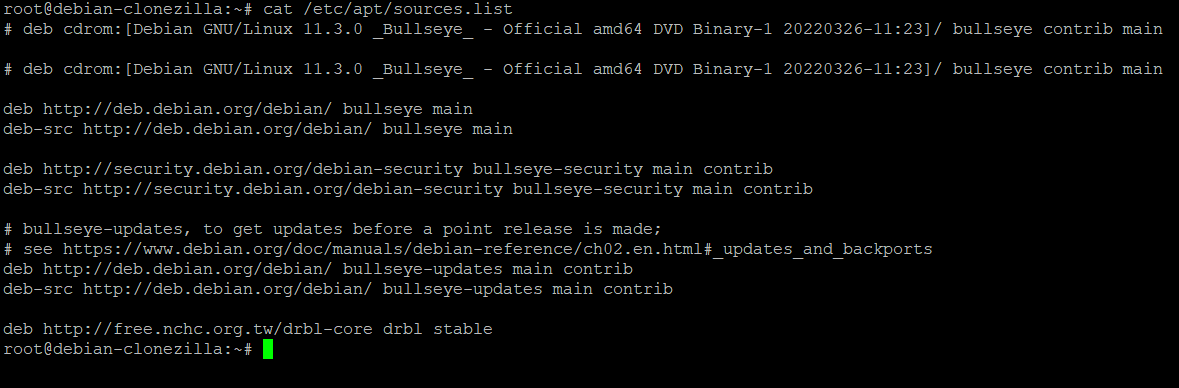 root@debian-clonezilla:~# cat /etc/apt/sources.list
# deb cdrom:[Debian GNU/Linux 11.3.0 _Bullseye_ - Official amd64 DVD Binary-1 20220326-11:23]/ bullseye contrib main
# deb cdrom:[Debian GNU/Linux 11.3.0 _Bullseye_ - Official amd64 DVD Binary-1 20220326-11:23]/ bullseye contrib main
deb http://deb.debian.org/debian/ bullseye main
deb-src http://deb.debian.org/debian/ bullseye main
deb http://security.debian.org/debian-security bullseye-security main contrib
deb-src http://security.debian.org/debian-security bullseye-security main contrib
# bullseye-updates, to get updates before a point release is made;
# see https://www.debian.org/doc/manuals/debian-reference/ch02.en.html#_updates_and_backports
deb http://deb.debian.org/debian/ bullseye-updates main contrib
deb-src http://deb.debian.org/debian/ bullseye-updates main contrib
deb http://free.nchc.org.tw/drbl-core drbl stable
root@debian-clonezilla:~#